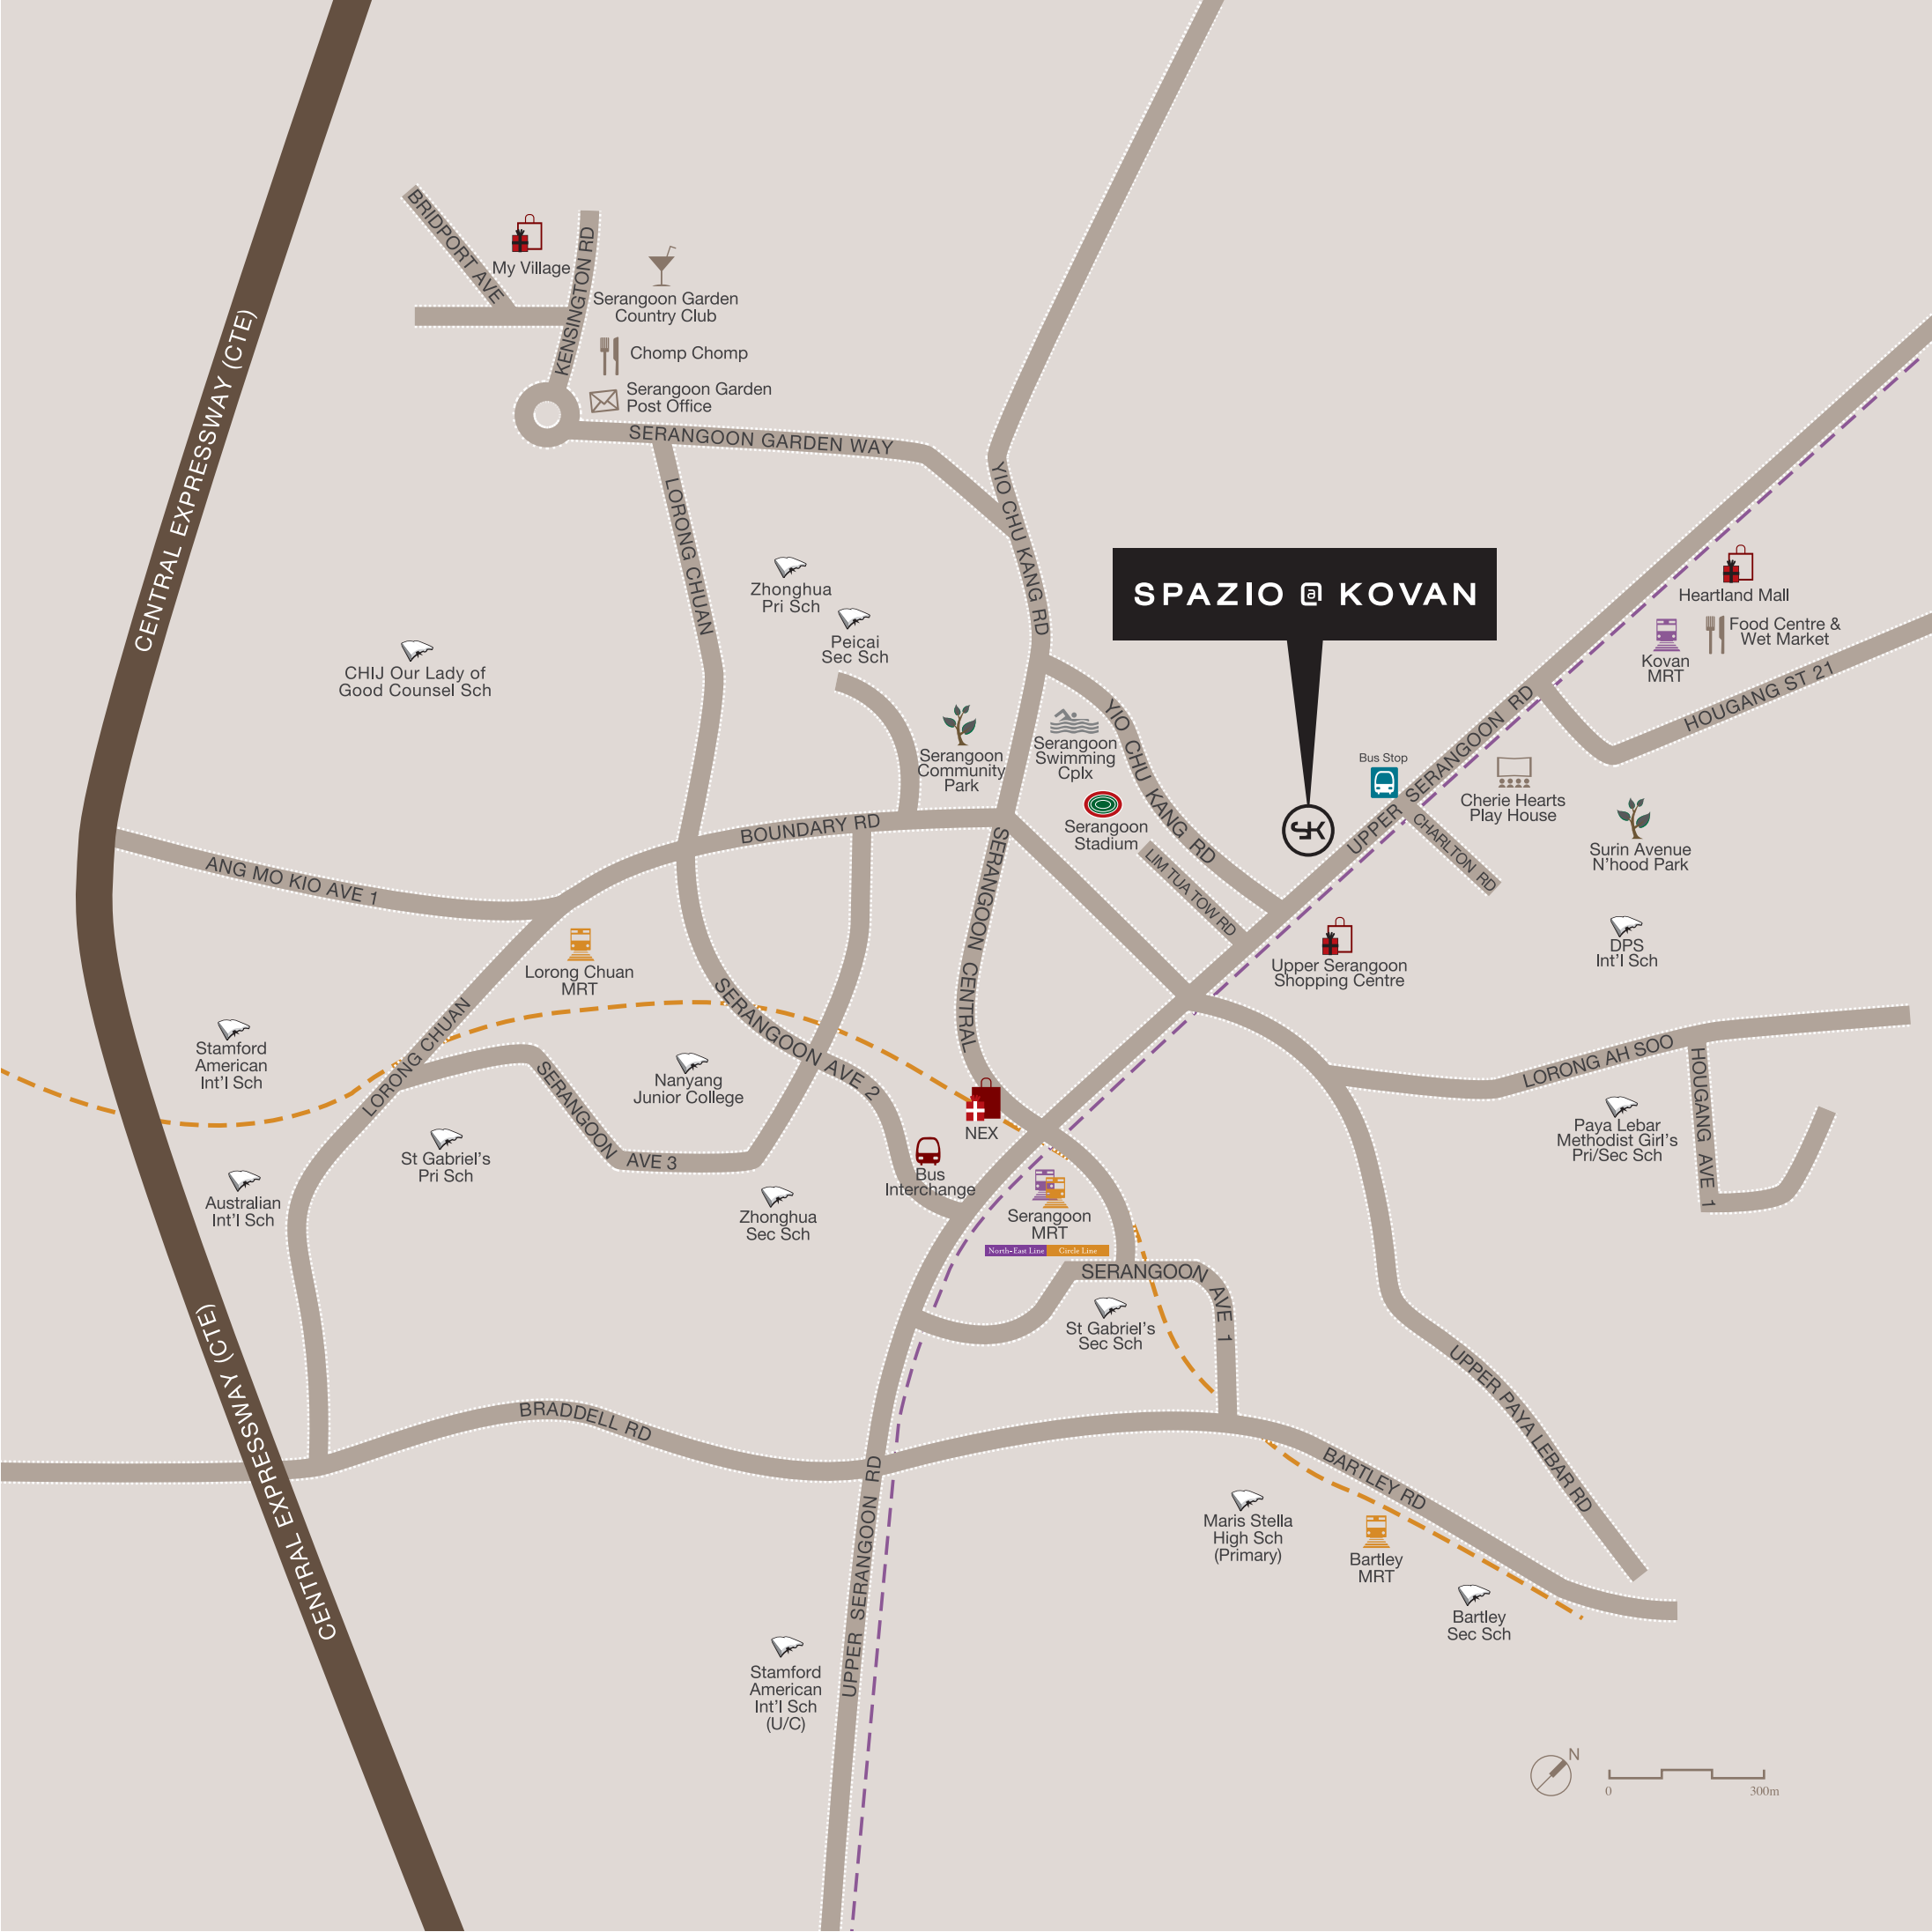 CENTRAL EXPRESSWAY (CTE)
BRIDPORT AVE
My Village
KENSINGTON RD
Serangoon Garden
Country Club
Chomp Chomp
Serangoon Garden
Post Office
SERANGOON GARDEN WAY
LORONG CHUAN
YIO CHU KANG RD
Zhonghua
Pri Sch
Peicai
Sec Sch
CHIJ Our Lady of
Good Counsel Sch
SPAZIO @ KOVAN
Heartland Mall
Food Centre &
Wet Market
Kovan
MRT
HOUGANG ST 21
Serangoon
Community
Park
Serangoon
Swimming
Cplx
Serangoon
Stadium
YIO CHU KANG RD
LIM TUA TOW RD
SK
Bus Stop
UPPER SERANGOON RD
CHARLTON RD
Cherie Hearts
Play House
Surin Avenue
N'hood Park
DPS
Int'l Sch
Upper Serangoon
Shopping Centre
ANG MO KIO AVE 1
BOUNDARY RD
SERANGOON CENTRAL
Lorong Chuan
MRT
LORONG CHUAN
SERANGOON AVE 2
Stamford
American
Int'l Sch
Nanyang
Junior College
SERANGOON AVE 3
St Gabriel's
Pri Sch
Australian
Int'l Sch
Zhonghua
Sec Sch
NEX
Bus
Interchange
Serangoon
MRT
North-East Line
Circle Line
SERANGOON AVE 1
St Gabriel's
Sec Sch
LORONG AH SOO
HOUGANG AVE 1
Paya Lebar
Methodist Girl's
Pri/Sec Sch
UPPER PAYA LEBAR RD
CENTRAL EXPRESSWAY (CTE)
BRADDELL RD
UPPER SERANGOON RD
BARTLEY RD
Maris Stella
High Sch
(Primary)
Bartley
MRT
Bartley
Sec Sch
Stamford
American
Int'l Sch
(U/C)
N
0
300m